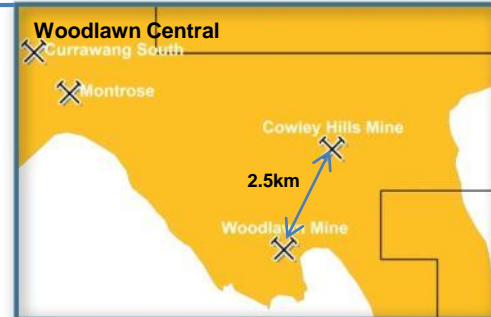 Woodlawn Central
Currawang South
Montrose
Cowley Hills Mine
2.5km
Woodlawn Mine